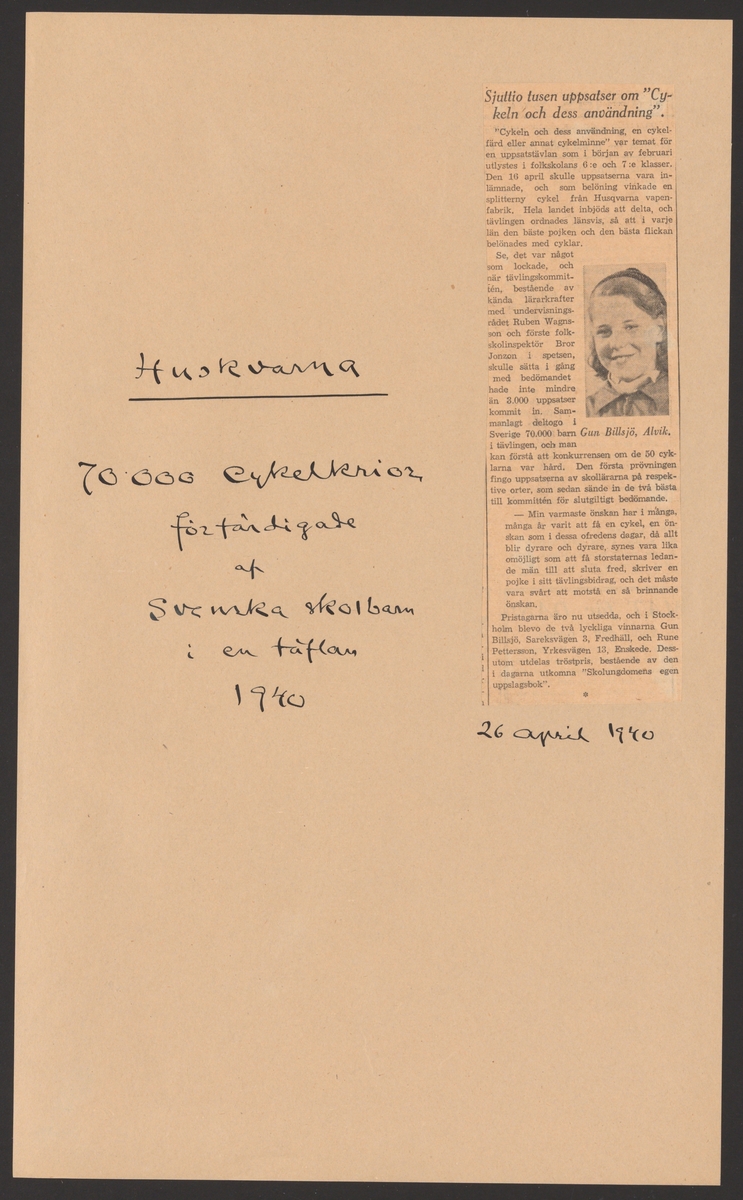 Huskvarna
70.000 Cykelkrior
förfärdigade
af
Svenska skolbarn
i en täflan
1940
Sjuttio tusen uppsatser om "Cy-
keln och dess användning".
"Cykeln och dess användning, en cykel-
färd eller annat cykelminne" var temat för
en uppsatstävlan som i början av februari
utlystes i folkskolans 6:e och 7:e klasser.
Den 16 april skulle uppsatserna vara in-
lämnade, och som belöning vinkade en
splitterny cykel från Husqvarna vapen-
fabrik. Hela landet inbjöds att delta, och
tävlingen ordnades länsvis, så att i varje
län den bäste pojken och den bästa flickan
belönades med cyklar.
Se, det var något
som lockade, och
när tävlingskommit-
tén, bestående av
kända lärarkrafter
med undervisnings-
rådet Ruben Wagns-
son och förste folk-
skolinspektör Bror
Jonzon i spetsen,
skulle sätta i gång
med bedömandet
hade inte mindre
än 3.000 uppsatser
kommit in. Sam-
manlagt deltogo i
Sverige 70.000 barn
i tävlingen, och man
Gun Billsjö, Alvik.
kan förstå att konkurrensen om de 50 cyk-
larna var hård. Den första prövningen
fingo uppsatserna av skollärarna på respek-
tive orter, som sedan sände in de två bästa
till kommittén för slutgiltigt bedömande.
— Min varmaste önskan har i många,
många år varit att få en cykel, en ön-
skan som i dessa ofredens dagar, då allt
blir dyrare och dyrare, synes vara lika
omöjligt som att få storstaternas ledan-
de män till att sluta fred, skriver en
pojke i sitt tävlingsbidrag, och det måste
vara svårt att motstå en så brinnande
önskan.
Pristagarna äro nu utsedda, och i Stock-
holm blevo de två lyckliga vinnarna Gun
Billsjö, Sareksvägen 3, Fredhäll, och Rune
Pettersson, Yrkesvägen 13, Enskede. Dess-
utom utdelas tröstpris, bestående av den
i dagarna utkomna "Skolungdomens egen
uppslagsbok".
*
26 april 1940